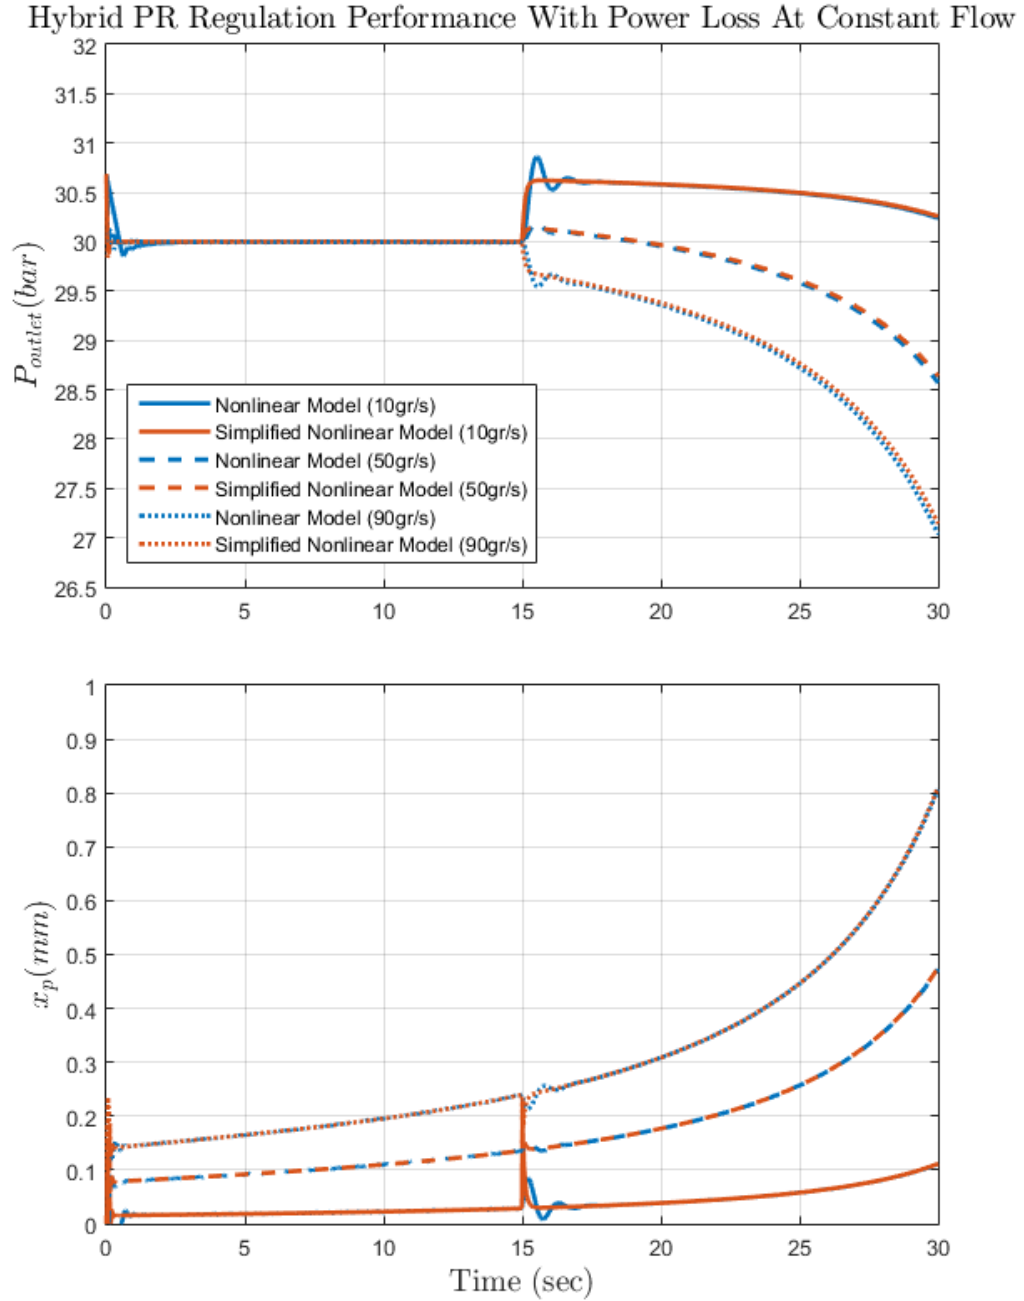 Hybrid PR Regulation Performance With Power Loss At Constant Flow
32
31.5
31
30.5
30
29.5
29
28.5
28
27.5
27
26.5
P_outlet(bar)
Nonlinear Model (10gr/s)
Simplified Nonlinear Model (10gr/s)
Nonlinear Model (50gr/s)
Simplified Nonlinear Model (50gr/s)
Nonlinear Model (90gr/s)
Simplified Nonlinear Model (90gr/s)
0 5 10 15 20 25 30
1
0.9
0.8
0.7
0.6
0.5
0.4
0.3
0.2
0.1
0
x_p(mm)
0 5 10 15 20 25 30
Time (sec)